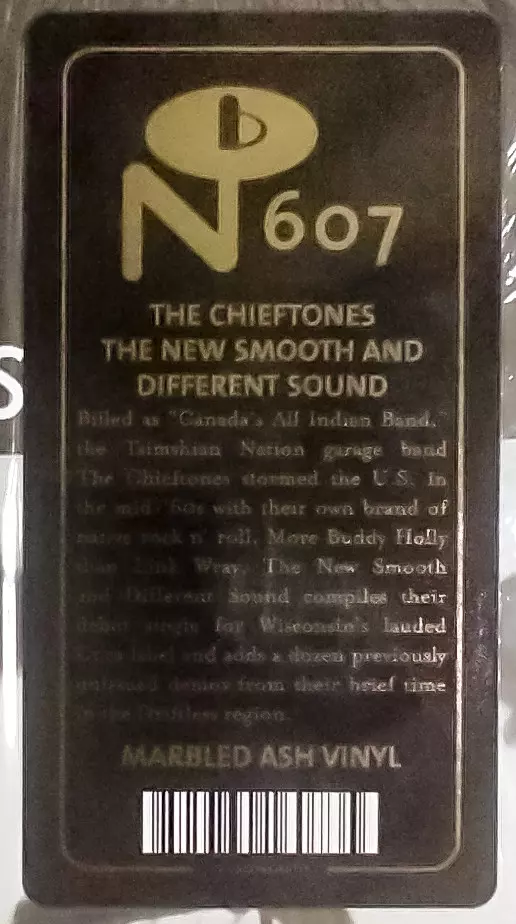 N 607
THE CHIEFTONES
THE NEW SMOOTH AND
DIFFERENT SOUND
Billed as "Canada's All Indian Band,"
the Tsimshian Nation garage band
The Chieftones stormed the U.S. in
the mid-'60s with their own brand of
native rock n' roll. More Buddy Holly
than Link Wray, The New Smooth
and Different Sound compiles their
debut single for Wisconsin's lauded
label and adds a dozen previously
demos from their brief time
in the Driftless region.
MARBLED ASH VINYL
S